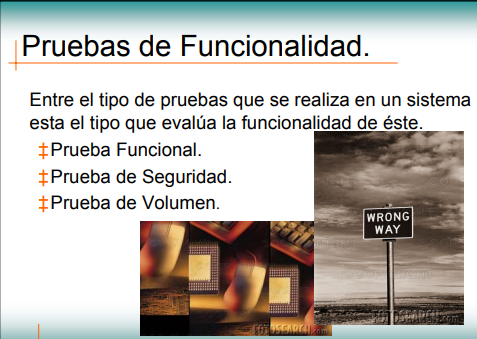 Pruebas de Funcionalidad.
Entre el tipo de pruebas que se realiza en un sistema
esta el tipo que evalúa la funcionalidad de éste.
‡Prueba Funcional.
‡Prueba de Seguridad.
‡Prueba de Volumen.
WRONG
WAY
FOTOSEARCH.com
FOTOSEARCH.com